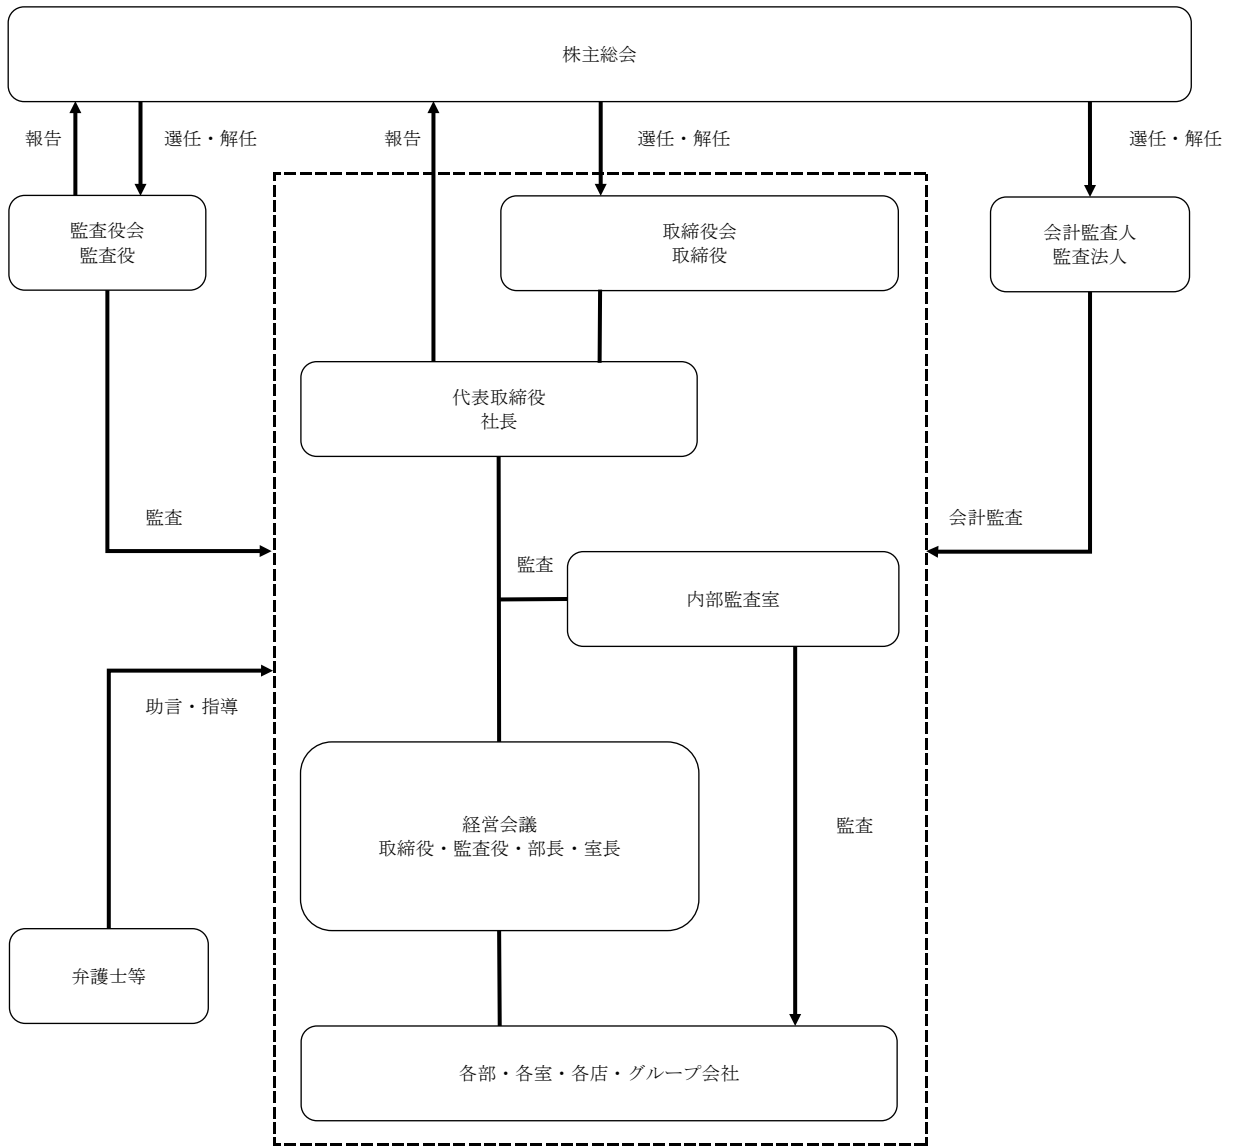 株主総会
報告
選任・解任
報告
選任・解任
選任・解任
監査役会
監査役
取締役会
取締役
会計監査人
監査法人
代表取締役
社長
監査
会計監査
監査
内部監査室
助言・指導
経営会議
取締役・監査役・部長・室長
監査
弁護士等
各部・各室・各店・グループ会社